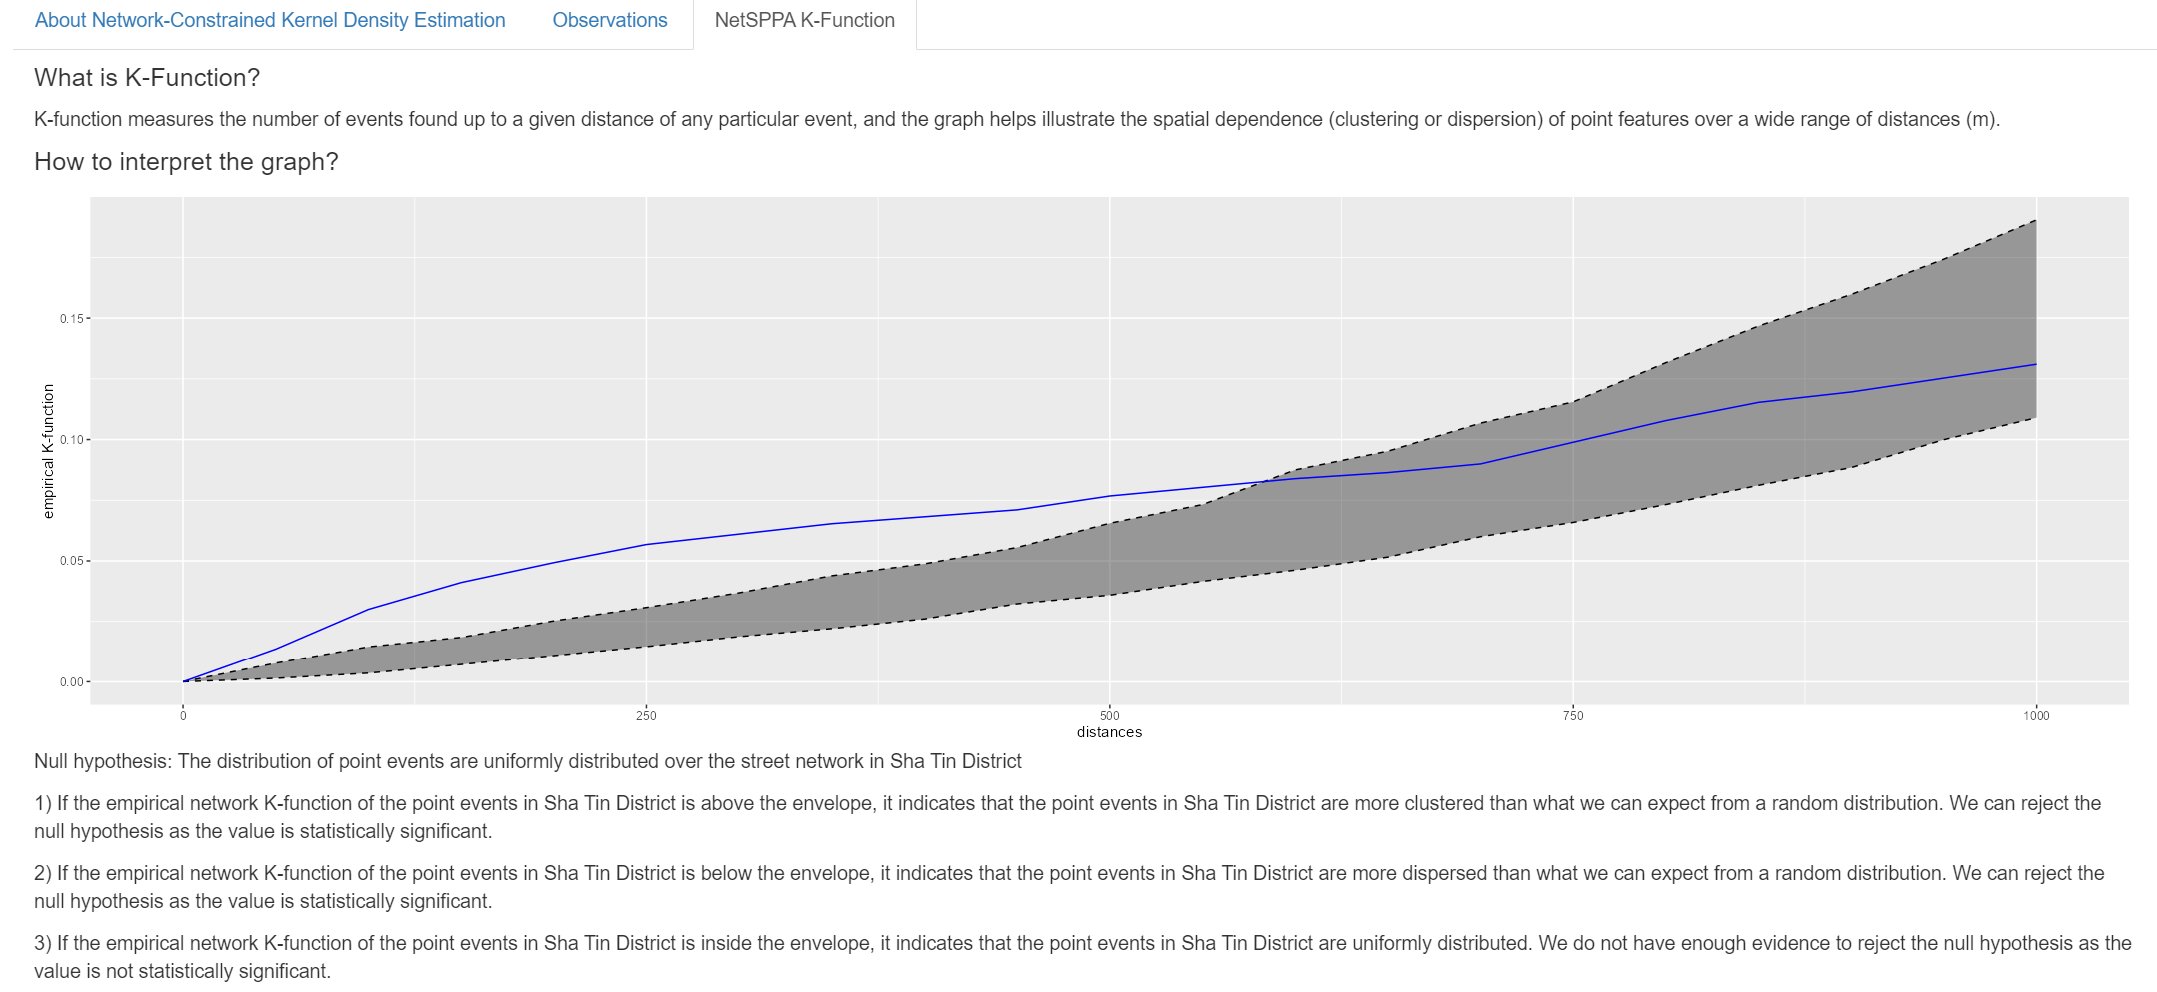 About Network-Constrained Kernel Density Estimation Observations NetSPPA K-Function
What is K-Function?
K-function measures the number of events found up to a given distance of any particular event, and the graph helps illustrate the spatial dependence (clustering or dispersion) of point features over a wide range of distances (m).
How to interpret the graph?
0.15
0.10
0.05
0.00
empirical K-function
0 250 500 750 1000
distances
Null hypothesis: The distribution of point events are uniformly distributed over the street network in Sha Tin District
1) If the empirical network K-function of the point events in Sha Tin District is above the envelope, it indicates that the point events in Sha Tin District are more clustered than what we can expect from a random distribution. We can reject the
null hypothesis as the value is statistically significant.
2) If the empirical network K-function of the point events in Sha Tin District is below the envelope, it indicates that the point events in Sha Tin District are more dispersed than what we can expect from a random distribution. We can reject the
null hypothesis as the value is statistically significant.
3) If the empirical network K-function of the point events in Sha Tin District is inside the envelope, it indicates that the point events in Sha Tin District are uniformly distributed. We do not have enough evidence to reject the null hypothesis as the
value is not statistically significant.